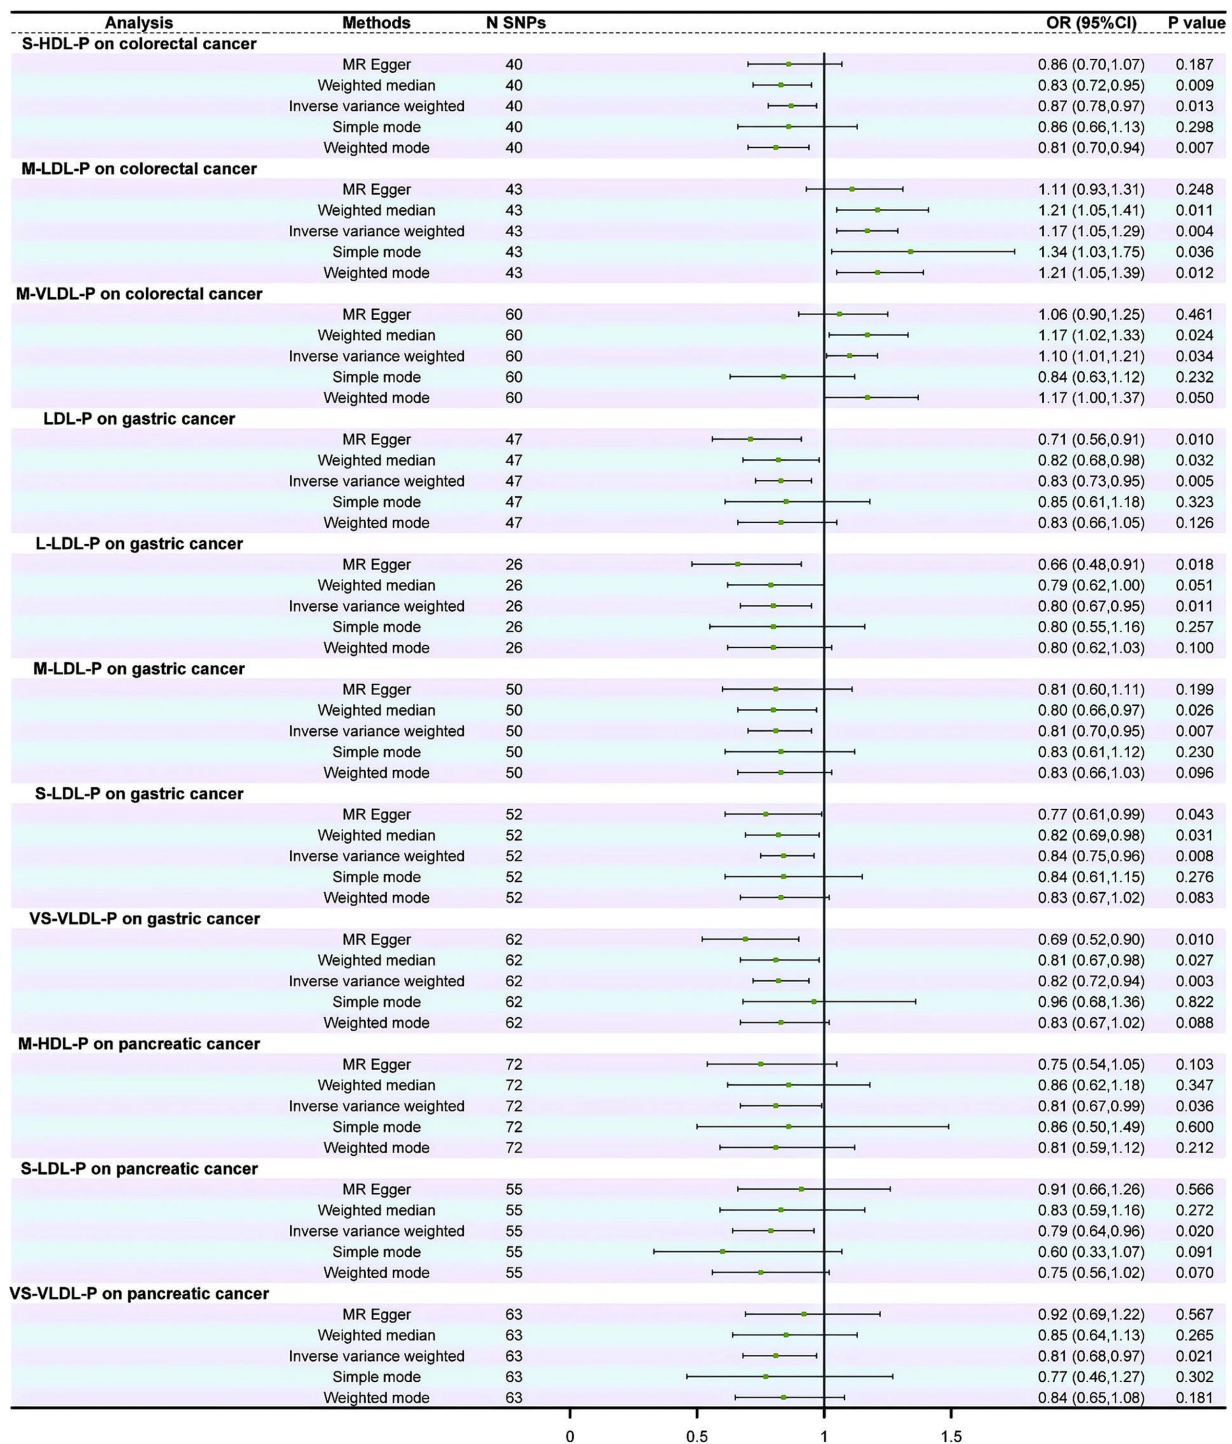 Analysis Methods N SNPs OR (95%CI) P value
S-HDL-P on colorectal cancer
MR Egger 40 0.86 (0.70,1.07) 0.187
Weighted median 40 0.83 (0.72,0.95) 0.009
Inverse variance weighted 40 0.87 (0.78,0.97) 0.013
Simple mode 40 0.86 (0.66,1.13) 0.298
Weighted mode 40 0.81 (0.70,0.94) 0.007
M-LDL-P on colorectal cancer
MR Egger 43 1.11 (0.93,1.31) 0.248
Weighted median 43 1.21 (1.05,1.41) 0.011
Inverse variance weighted 43 1.17 (1.05,1.29) 0.004
Simple mode 43 1.34 (1.03,1.75) 0.036
Weighted mode 43 1.21 (1.05,1.39) 0.012
M-VLDL-P on colorectal cancer
MR Egger 60 1.06 (0.90,1.25) 0.461
Weighted median 60 1.17 (1.02,1.33) 0.024
Inverse variance weighted 60 1.10 (1.01,1.21) 0.034
Simple mode 60 0.84 (0.63,1.12) 0.232
Weighted mode 60 1.17 (1.00,1.37) 0.050
LDL-P on gastric cancer
MR Egger 47 0.71 (0.56,0.91) 0.010
Weighted median 47 0.82 (0.68,0.98) 0.032
Inverse variance weighted 47 0.83 (0.73,0.95) 0.005
Simple mode 47 0.85 (0.61,1.18) 0.323
Weighted mode 47 0.83 (0.66,1.05) 0.126
L-LDL-P on gastric cancer
MR Egger 26 0.66 (0.48,0.91) 0.018
Weighted median 26 0.79 (0.62,1.00) 0.051
Inverse variance weighted 26 0.80 (0.67,0.95) 0.011
Simple mode 26 0.80 (0.55,1.16) 0.257
Weighted mode 26 0.80 (0.62,1.03) 0.100
M-LDL-P on gastric cancer
MR Egger 50 0.81 (0.60,1.11) 0.199
Weighted median 50 0.80 (0.66,0.97) 0.026
Inverse variance weighted 50 0.81 (0.70,0.95) 0.007
Simple mode 50 0.83 (0.61,1.12) 0.230
Weighted mode 50 0.83 (0.66,1.03) 0.096
S-LDL-P on gastric cancer
MR Egger 52 0.77 (0.61,0.99) 0.043
Weighted median 52 0.82 (0.69,0.98) 0.031
Inverse variance weighted 52 0.84 (0.75,0.96) 0.008
Simple mode 52 0.84 (0.61,1.15) 0.276
Weighted mode 52 0.83 (0.67,1.02) 0.083
VS-VLDL-P on gastric cancer
MR Egger 62 0.69 (0.52,0.90) 0.010
Weighted median 62 0.81 (0.67,0.98) 0.027
Inverse variance weighted 62 0.82 (0.72,0.94) 0.003
Simple mode 62 0.96 (0.68,1.36) 0.822
Weighted mode 62 0.83 (0.67,1.02) 0.088
M-HDL-P on pancreatic cancer
MR Egger 72 0.75 (0.54,1.05) 0.103
Weighted median 72 0.86 (0.62,1.18) 0.347
Inverse variance weighted 72 0.81 (0.67,0.99) 0.036
Simple mode 72 0.86 (0.50,1.49) 0.600
Weighted mode 72 0.81 (0.59,1.12) 0.212
S-LDL-P on pancreatic cancer
MR Egger 55 0.91 (0.66,1.26) 0.566
Weighted median 55 0.83 (0.59,1.16) 0.272
Inverse variance weighted 55 0.79 (0.64,0.96) 0.020
Simple mode 55 0.60 (0.33,1.07) 0.091
Weighted mode 55 0.75 (0.56,1.02) 0.070
VS-VLDL-P on pancreatic cancer
MR Egger 63 0.92 (0.69,1.22) 0.567
Weighted median 63 0.85 (0.64,1.13) 0.265
Inverse variance weighted 63 0.81 (0.68,0.97) 0.021
Simple mode 63 0.77 (0.46,1.27) 0.302
Weighted mode 63 0.84 (0.65,1.08) 0.181
0 0.5 1 1.5